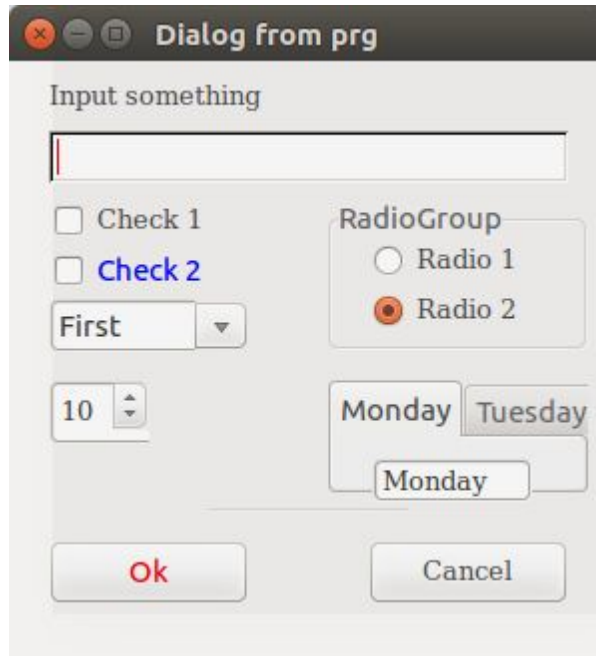 Dialog from prg
Input something
Check 1
Check 2
First
10
RadioGroup
Radio 1
Radio 2
Monday Tuesday
Monday
Ok
Cancel